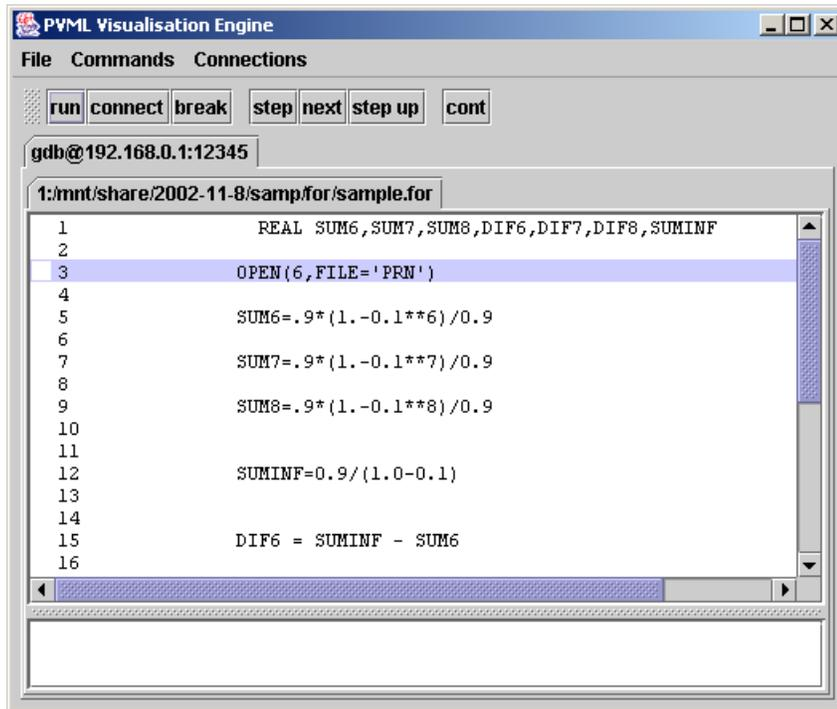 PVML Visualisation Engine
File Commands Connections
run connect break step next step up cont
gdb@192.168.0.1:12345
1:/mnt/share/2002-11-8/samp/for/sample.for
1 REAL SUM6,SUM7,SUM8,DIF6,DIF7,DIF8,SUMINF
2
3 OPEN(6,FILE='PRN')
4
5 SUM6=.9*(1.-0.1**6)/0.9
6
7 SUM7=.9*(1.-0.1**7)/0.9
8
9 SUM8=.9*(1.-0.1**8)/0.9
10
11
12 SUMINF=0.9/(1.0-0.1)
13
14
15 DIF6 = SUMINF - SUM6
16